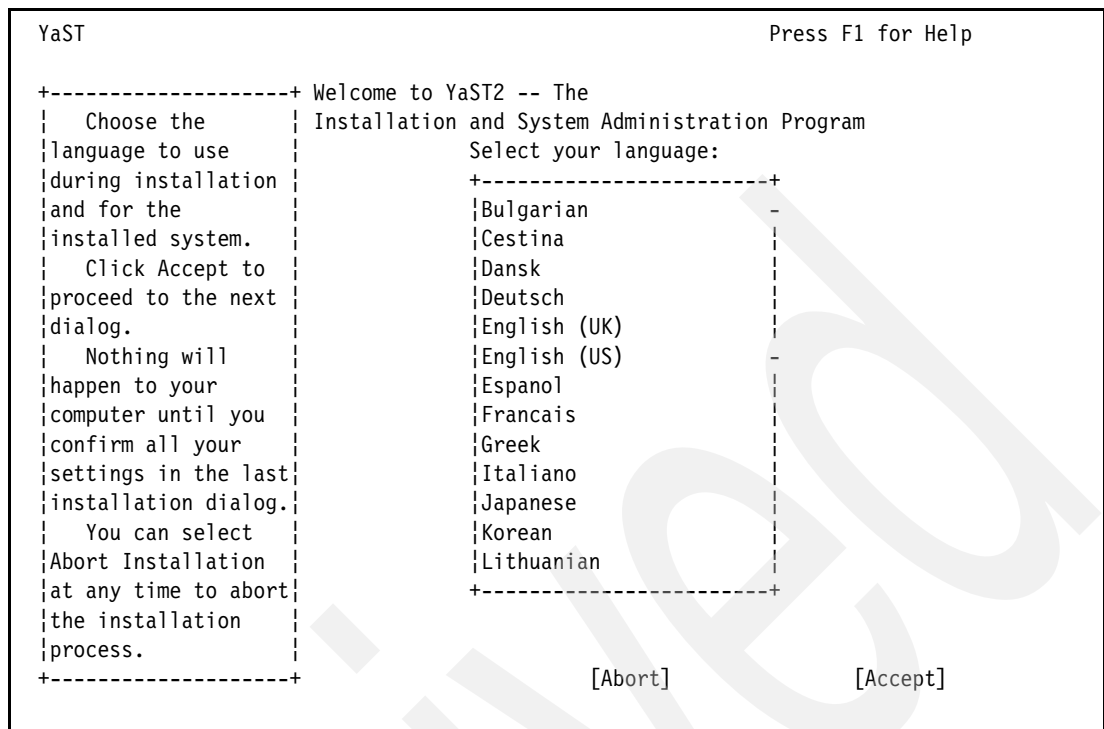 YaST Press F1 for Help
Welcome to YaST2 -- The
Installation and System Administration Program
Choose the
language to use
during installation
and for the
installed system.
Click Accept to
proceed to the next
dialog.
Nothing will
happen to your
computer until you
confirm all your
settings in the last
installation dialog.
You can select
Abort Installation
at any time to abort
the installation
process.
Select your language:
Bulgarian
Cestina
Dansk
Deutsch
English (UK)
English (US)
Espanol
Francais
Greek
Italiano
Japanese
Korean
Lithuanian
[Abort] [Accept]